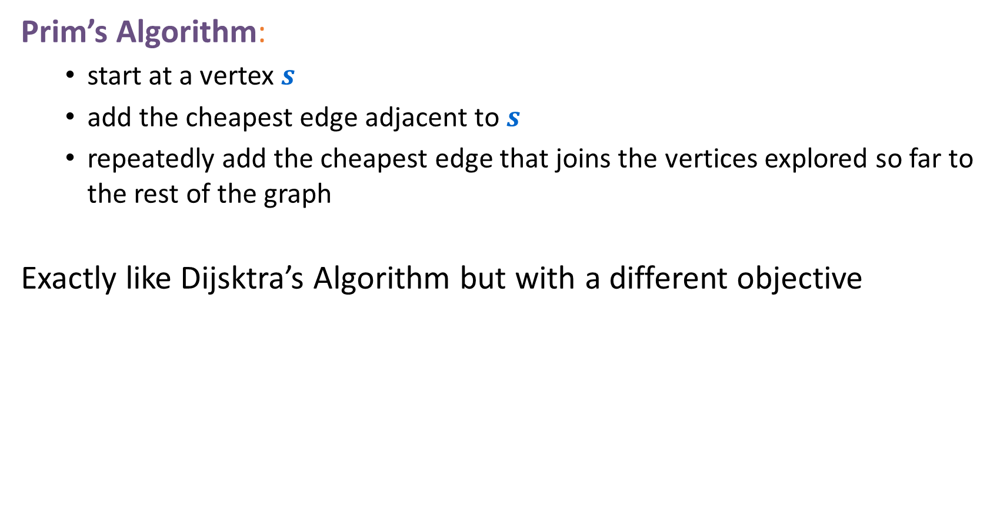 Prim’s Algorithm:
• start at a vertex s
• add the cheapest edge adjacent to s
• repeatedly add the cheapest edge that joins the vertices explored so far to
the rest of the graph
Exactly like Dijsktra’s Algorithm but with a different objective